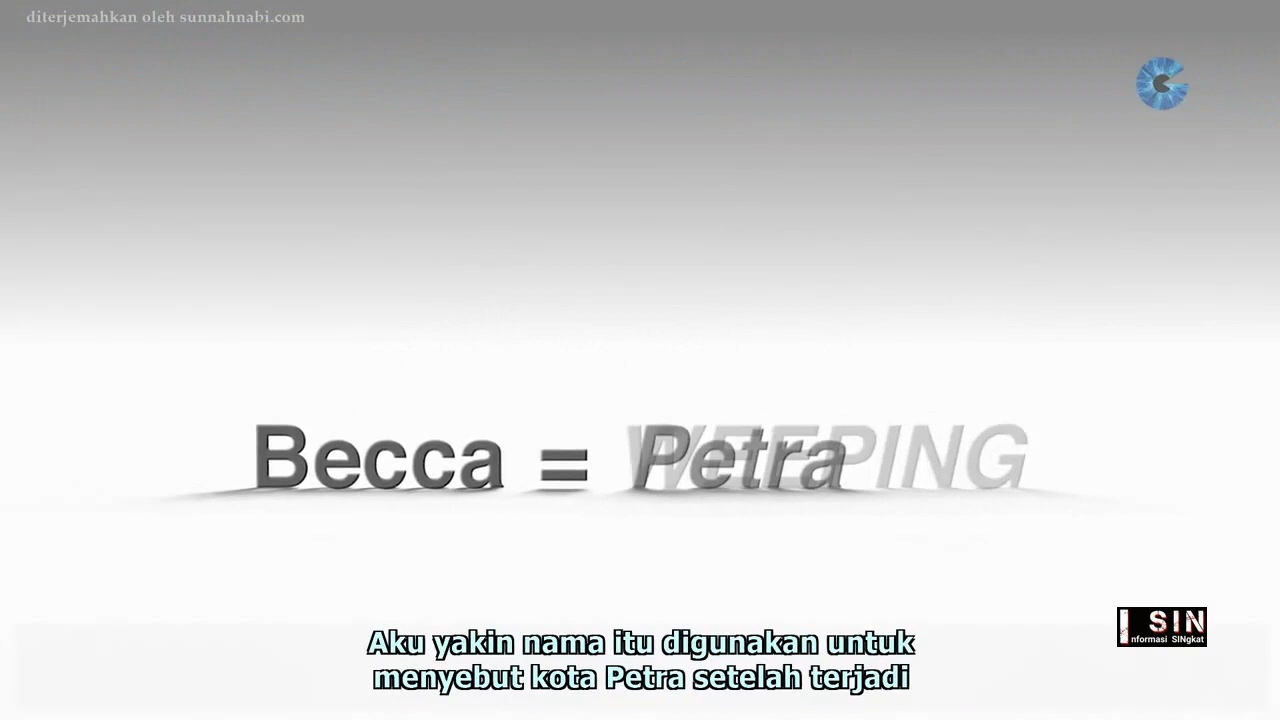 diterjemahkan oleh sunnahnabi.com
Becca = Petra WEEPING
I SIN
nformasi SINgkat
Aku yakin nama itu digunakan untuk
menyebut kota Petra setelah terjadi